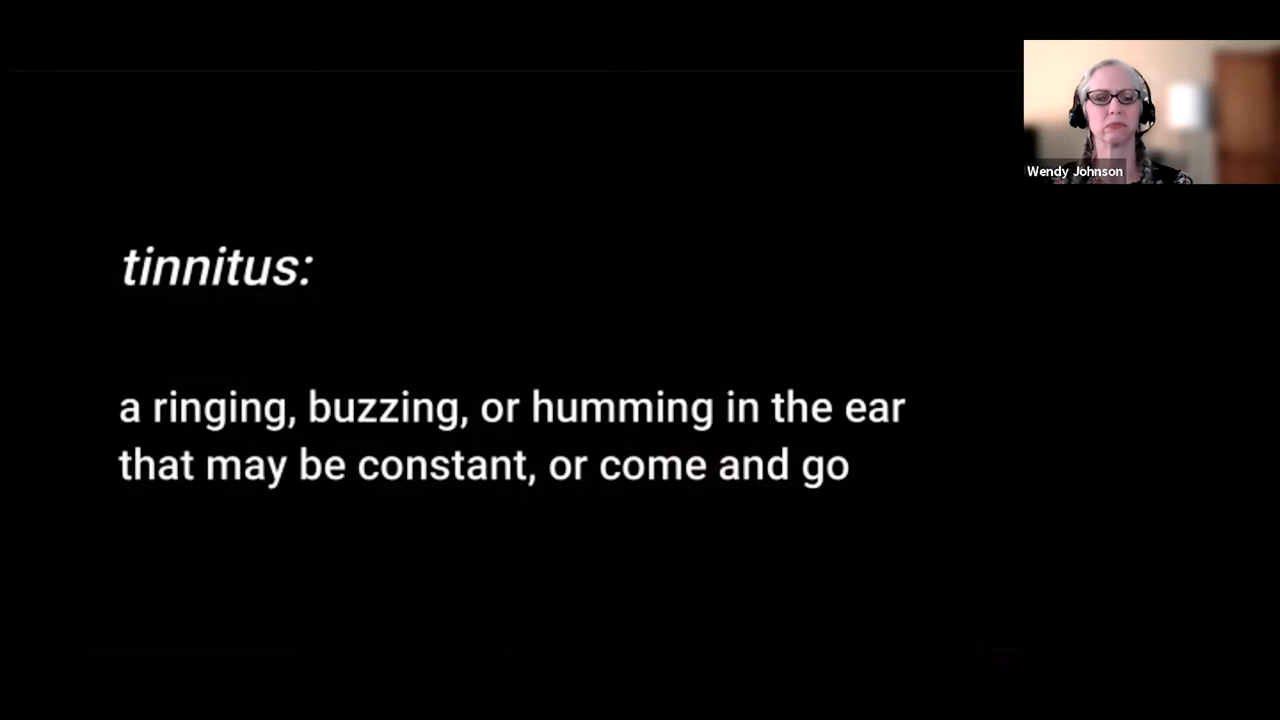 Wendy Johnson
tinnitus:
a ringing, buzzing, or humming in the ear
that may be constant, or come and go